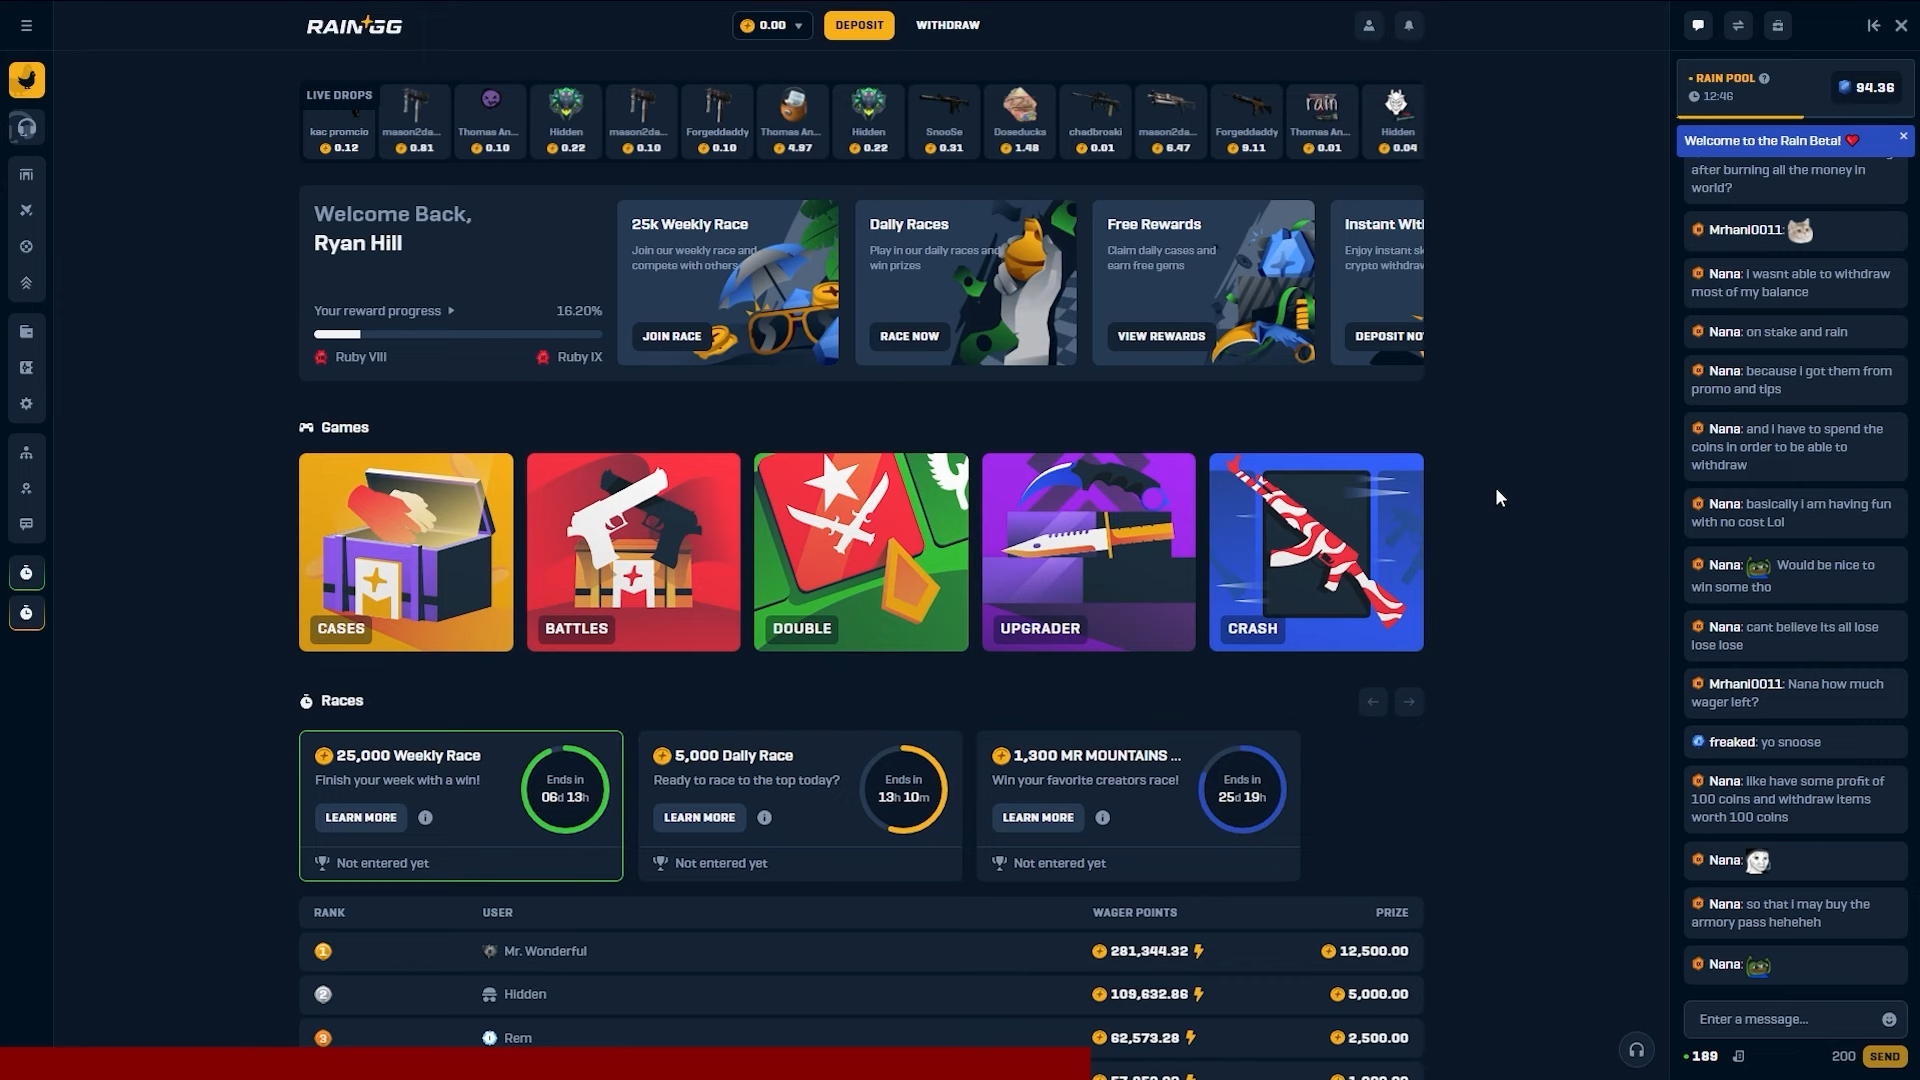 RAIN GG
0.00
DEPOSIT
WITHDRAW
LIVE DROPS
kac promcio
0.12
mason2da...
0.81
Thomas An...
0.10
Hidden
0.22
mason2da...
0.10
Forgeddaddy
0.10
Thomas An...
4.97
Hidden
0.22
SnooSe
0.31
Doseducks
1.48
chadbroski
0.01
mason2da...
6.47
Forgeddaddy
9.11
rain
Thomas An...
0.01
Hidden
0.04
Welcome Back,
Ryan Hill
Your reward progress
16.20%
Ruby VIII
Ruby IX
25k Weekly Race
Join our weekly race and
compete with others
JOIN RACE
Daily Races
Play in our daily races and
win prizes
RACE NOW
Free Rewards
Claim daily cases and
earn free gems
VIEW REWARDS
Instant Wit
Enjoy instant sk
crypto withdraw
DEPOSIT NO
Games
CASES
BATTLES
DOUBLE
UPGRADER
CRASH
Races
25,000 Weekly Race
Finish your week with a win!
LEARN MORE
Ends in
06d 13h
Not entered yet
5,000 Daily Race
Ready to race to the top today?
LEARN MORE
Ends in
13h 10m
Not entered yet
1,300 MR MOUNTAINS ...
Win your favorite creators race!
LEARN MORE
Ends in
25d 19h
Not entered yet
RANK USER WAGER POINTS PRIZE
1 Mr. Wonderful 281,344.32 12,500.00
2 Hidden 109,632.86 5,000.00
3 Rem 62,573.28 2,500.00
RAIN POOL
12:46
94.36
Welcome to the Rain Beta!
after burning all the money in
world?
Mrhani0011:
Nana: I wasnt able to withdraw
most of my balance
Nana: on stake and rain
Nana: because I got them from
promo and tips
Nana: and I have to spend the
coins in order to be able to
withdraw
Nana: basically i am having fun
with no cost Lol
Nana: Would be nice to
win some tho
Nana: cant believe its all lose
lose lose
Mrhani0011: Nana how much
wager left?
freaked: yo snoose
Nana: like have some profit of
100 coins and withdraw items
worth 100 coins
Nana:
Nana: so that I may buy the
armory pass heheheh
Nana:
Enter a message...
189
200
SEND